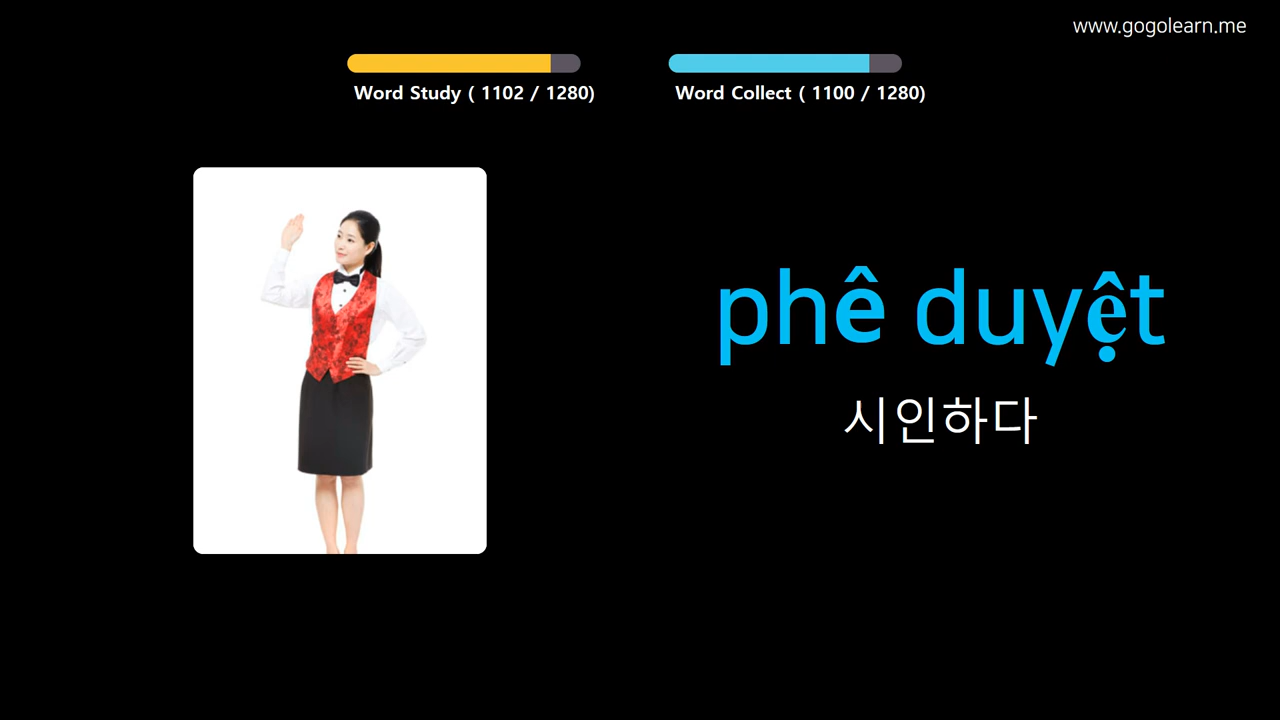 www.gogolearn.me
Word Study ( 1102 / 1280)
Word Collect ( 1100 / 1280)
phê duyệt
시인하다